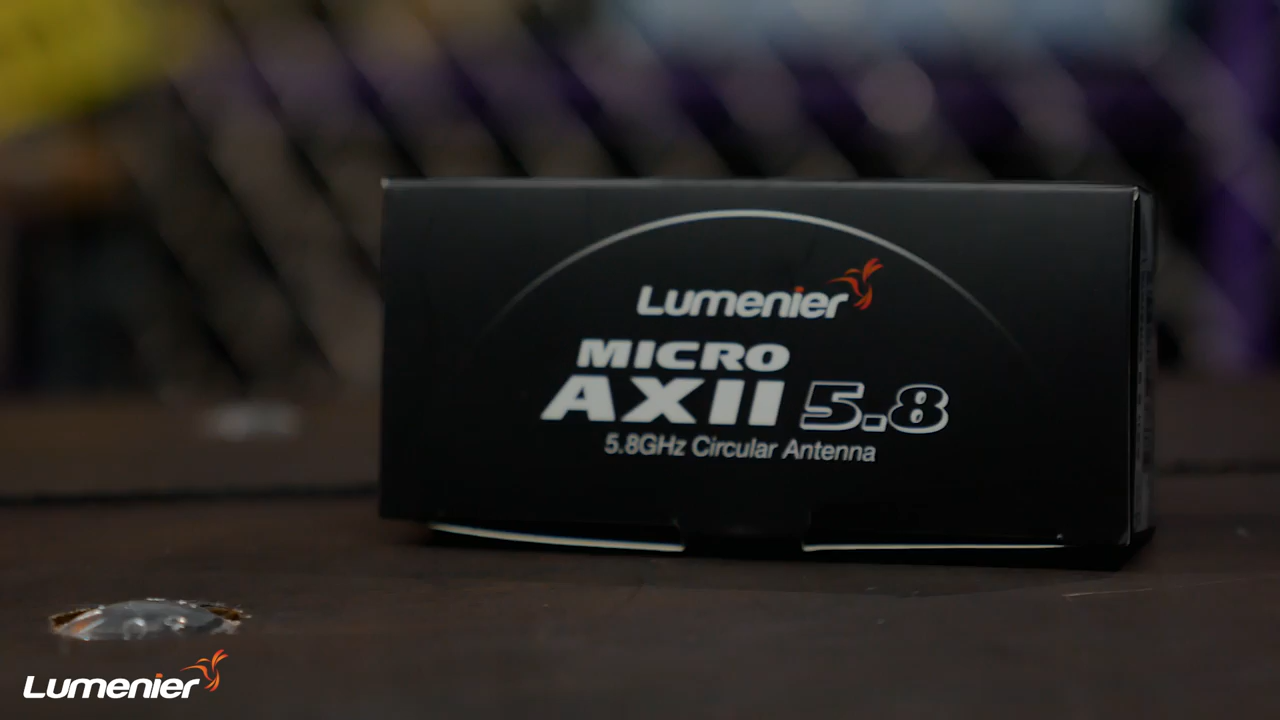 Lumenier
MICRO
AXII 5.8
5.8GHz Circular Antenna
Lumenier